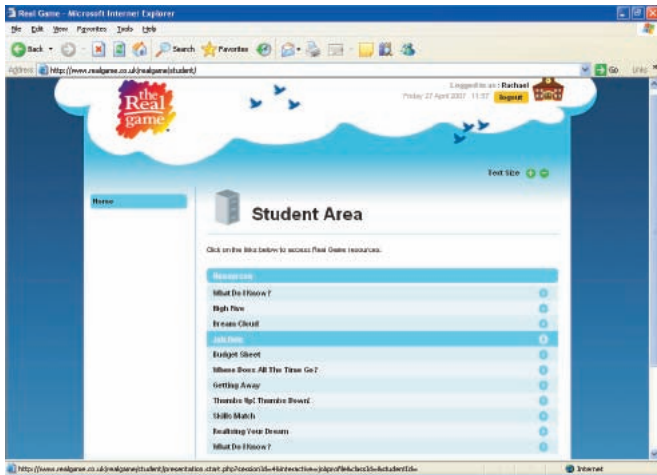 Real Game - Microsoft Internet Explorer
File Edit View Favorites Tools Help
Back Search Favorites
Address http://www.realgame.co.uk/realgame/student/ Go Links
the Real game
Logged in as : Rachael
Friday 27 April 2007 11:57 logout
Text Size
Home
Student Area
Click on the links below to access Real Game resources.
Resources
What Do I Know?
High Five
Dream Cloud
Budget Sheet
Where Does All The Time Go?
Getting Away
Thumbs Up! Thumbs Down!
Skills Match
Realising Your Dream
What Do I Know?
Internet